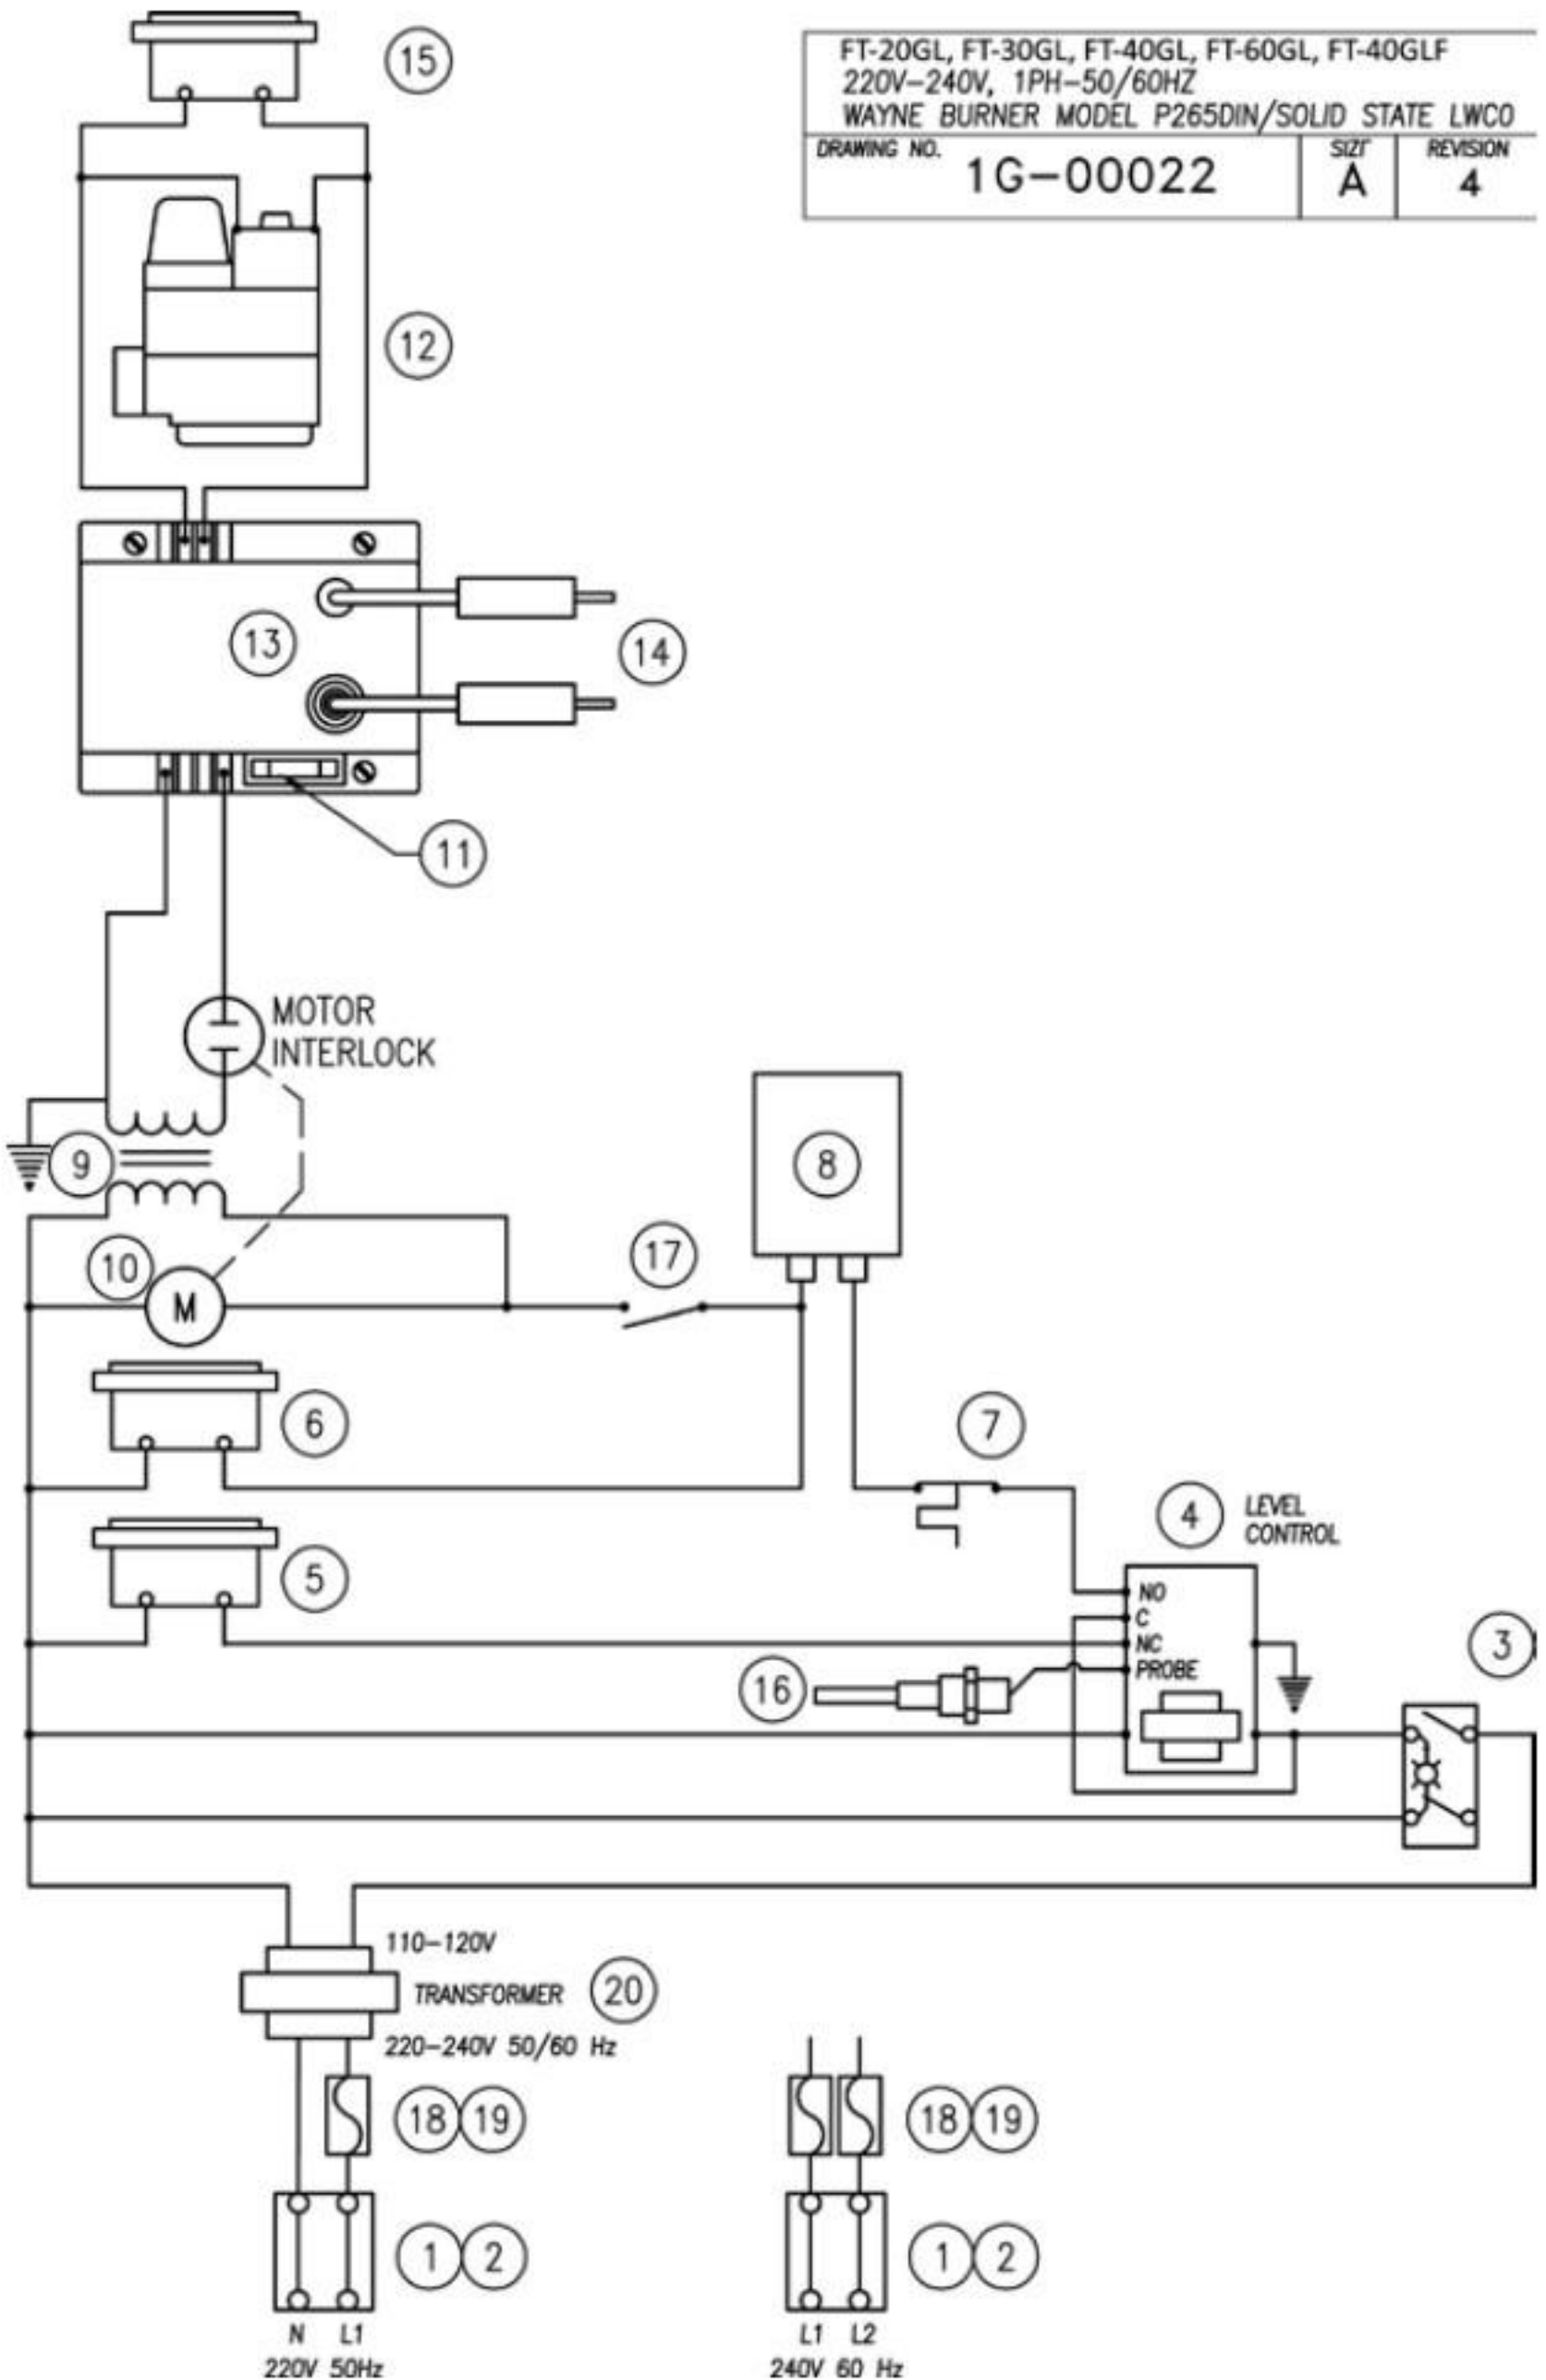 15
FT-20GL, FT-30GL, FT-40GL, FT-60GL, FT-40GLF
220V-240V, 1PH-50/60HZ
WAYNE BURNER MODEL P265DIN/SOLID STATE LWCO
DRAWING NO.
1G-00022
SIZE
A
REVISION
4
12
13
14
11
MOTOR
INTERLOCK
9
8
10
17
M
6
7
4
LEVEL
CONTROL
5
NO
C
NC
PROBE
3
16
110-120V
TRANSFORMER
20
220-240V 50/60 Hz
18 19
18 19
1 2
1 2
N L1
L1 L2
220V 50Hz
240V 60 Hz